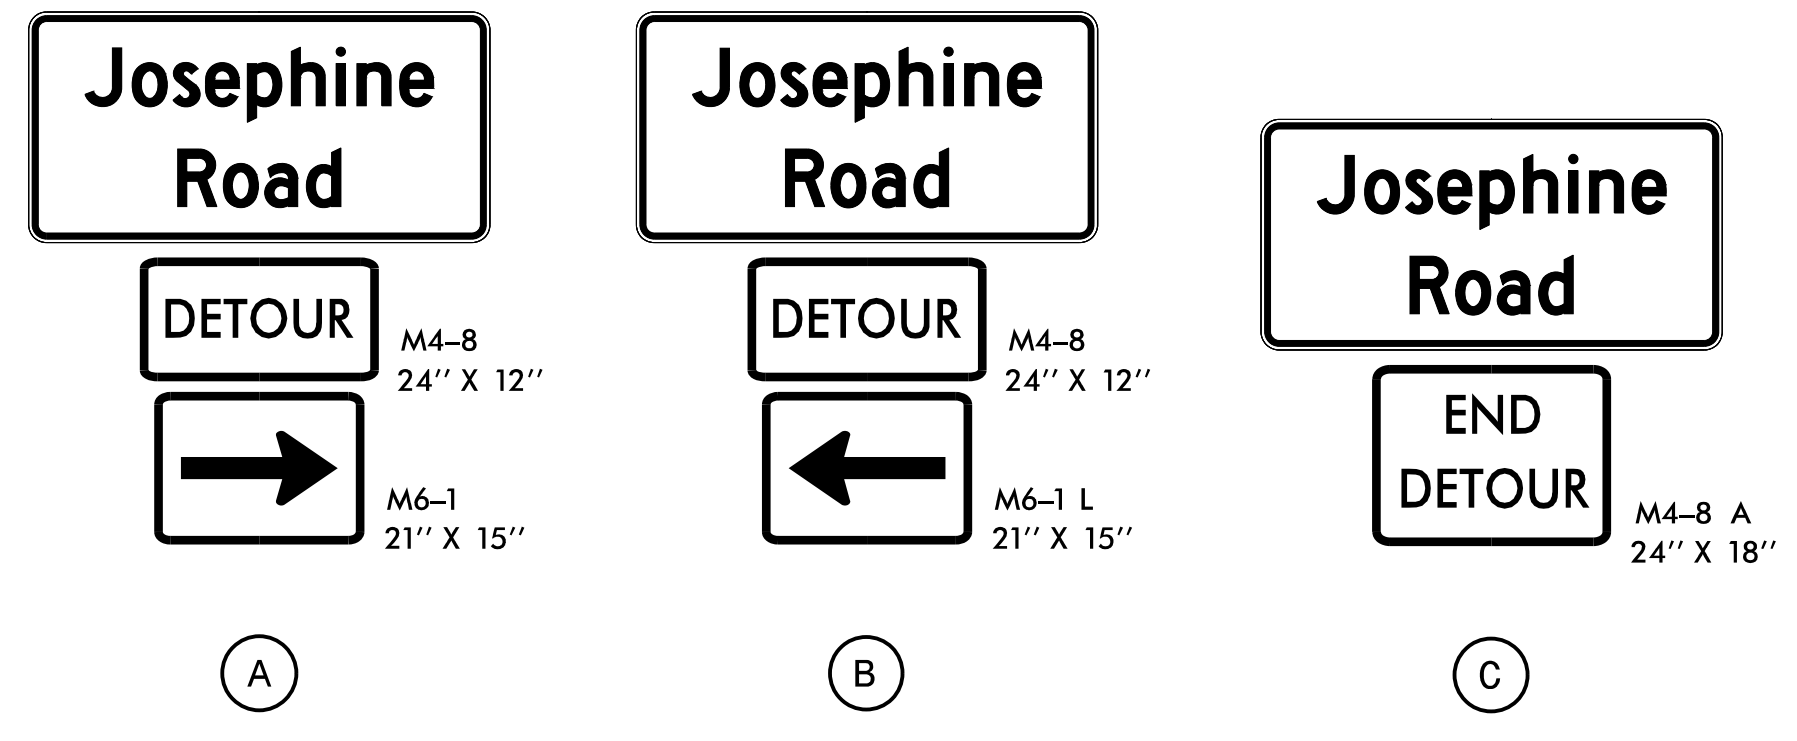 Josephine
Road
DETOUR
M4–8
24'' X 12''
M6–1
21'' X 15''
A
Josephine
Road
DETOUR
M4–8
24'' X 12''
M6–1 L
21'' X 15''
B
Josephine
Road
END
DETOUR
M4–8 A
24'' X 18''
C